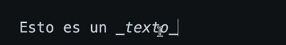 Esto es un _texto_